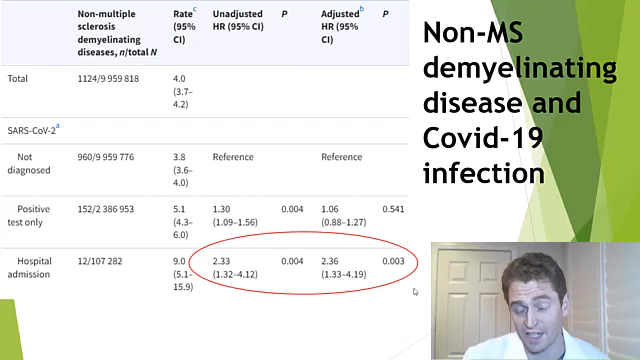 Non-multiple
sclerosis
demyelinating
diseases, n/total N
Rate^c
(95%
CI)
Unadjusted
HR (95% CI)
P
Adjusted^b
HR (95%
CI)
P
Total
1124/9 959 818
4.0
(3.7–
4.2)
SARS-CoV-2^a
Not
diagnosed
960/9 959 776
3.8
(3.6–
4.0)
Reference
Reference
Positive
test only
152/2 386 953
5.1
(4.3–
6.0)
1.30
(1.09–1.56)
0.004
1.06
(0.88–1.27)
0.541
Hospital
admission
12/107 282
9.0
(5.1–
15.9)
2.33
(1.32–4.12)
0.004
2.36
(1.33–4.19)
0.003
Non-MS
demyelinating
disease and
Covid-19
infection